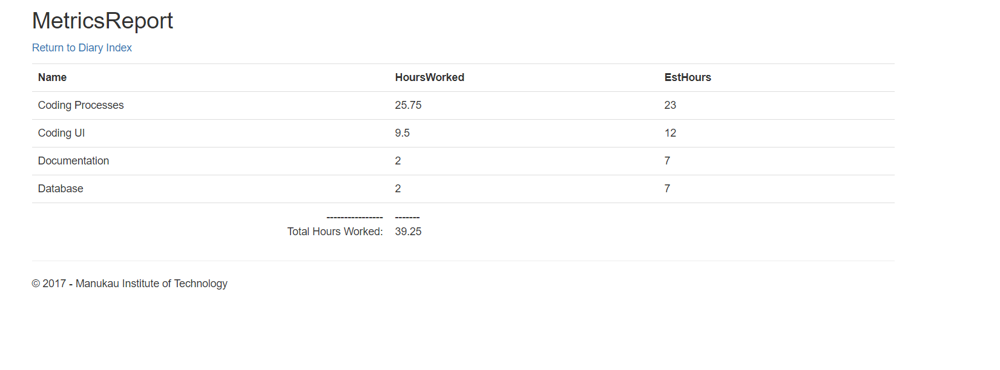 MetricsReport
Return to Diary Index
Name HoursWorked EstHours
Coding Processes 25.75 23
Coding UI 9.5 12
Documentation 2 7
Database 2 7
---------------- -------
Total Hours Worked: 39.25
© 2017 - Manukau Institute of Technology